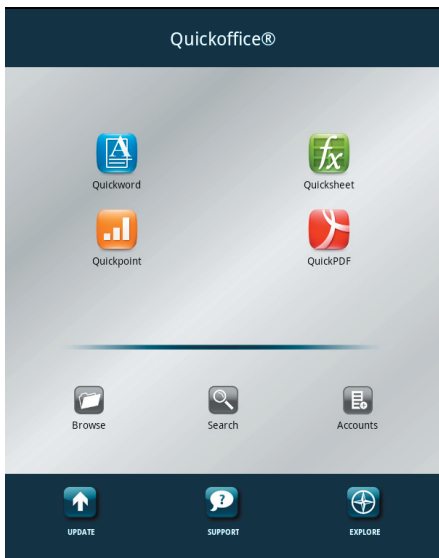 Quickoffice®
Quickword Quicksheet
Quickpoint QuickPDF
Browse Search Accounts
UPDATE SUPPORT EXPLORE